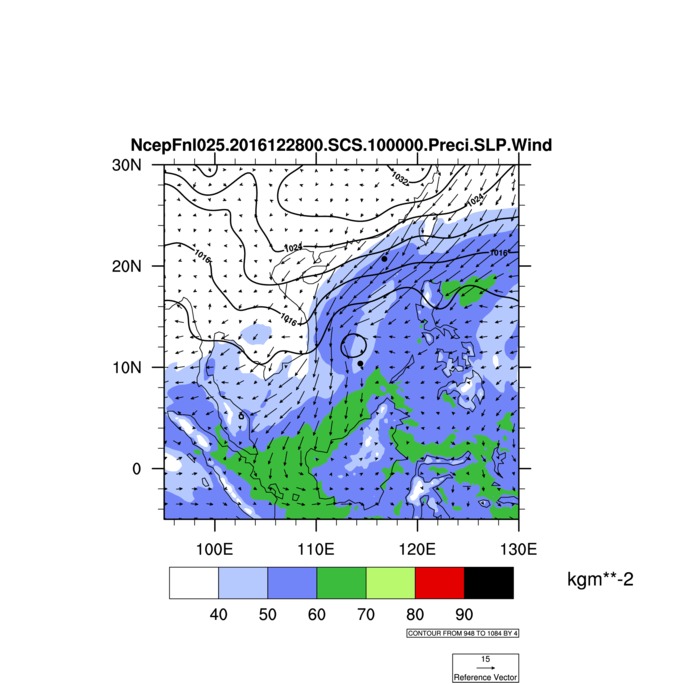 NcepFnl025.2016122800.SCS.100000.Preci.SLP.Wind
30N
1032
1024
1024
1016
1016
20N
1016
10N
0
100E
110E
120E
130E
kgm**-2
40 50 60 70 80 90
CONTOUR FROM 948 TO 1084 BY 4
15
Reference Vector